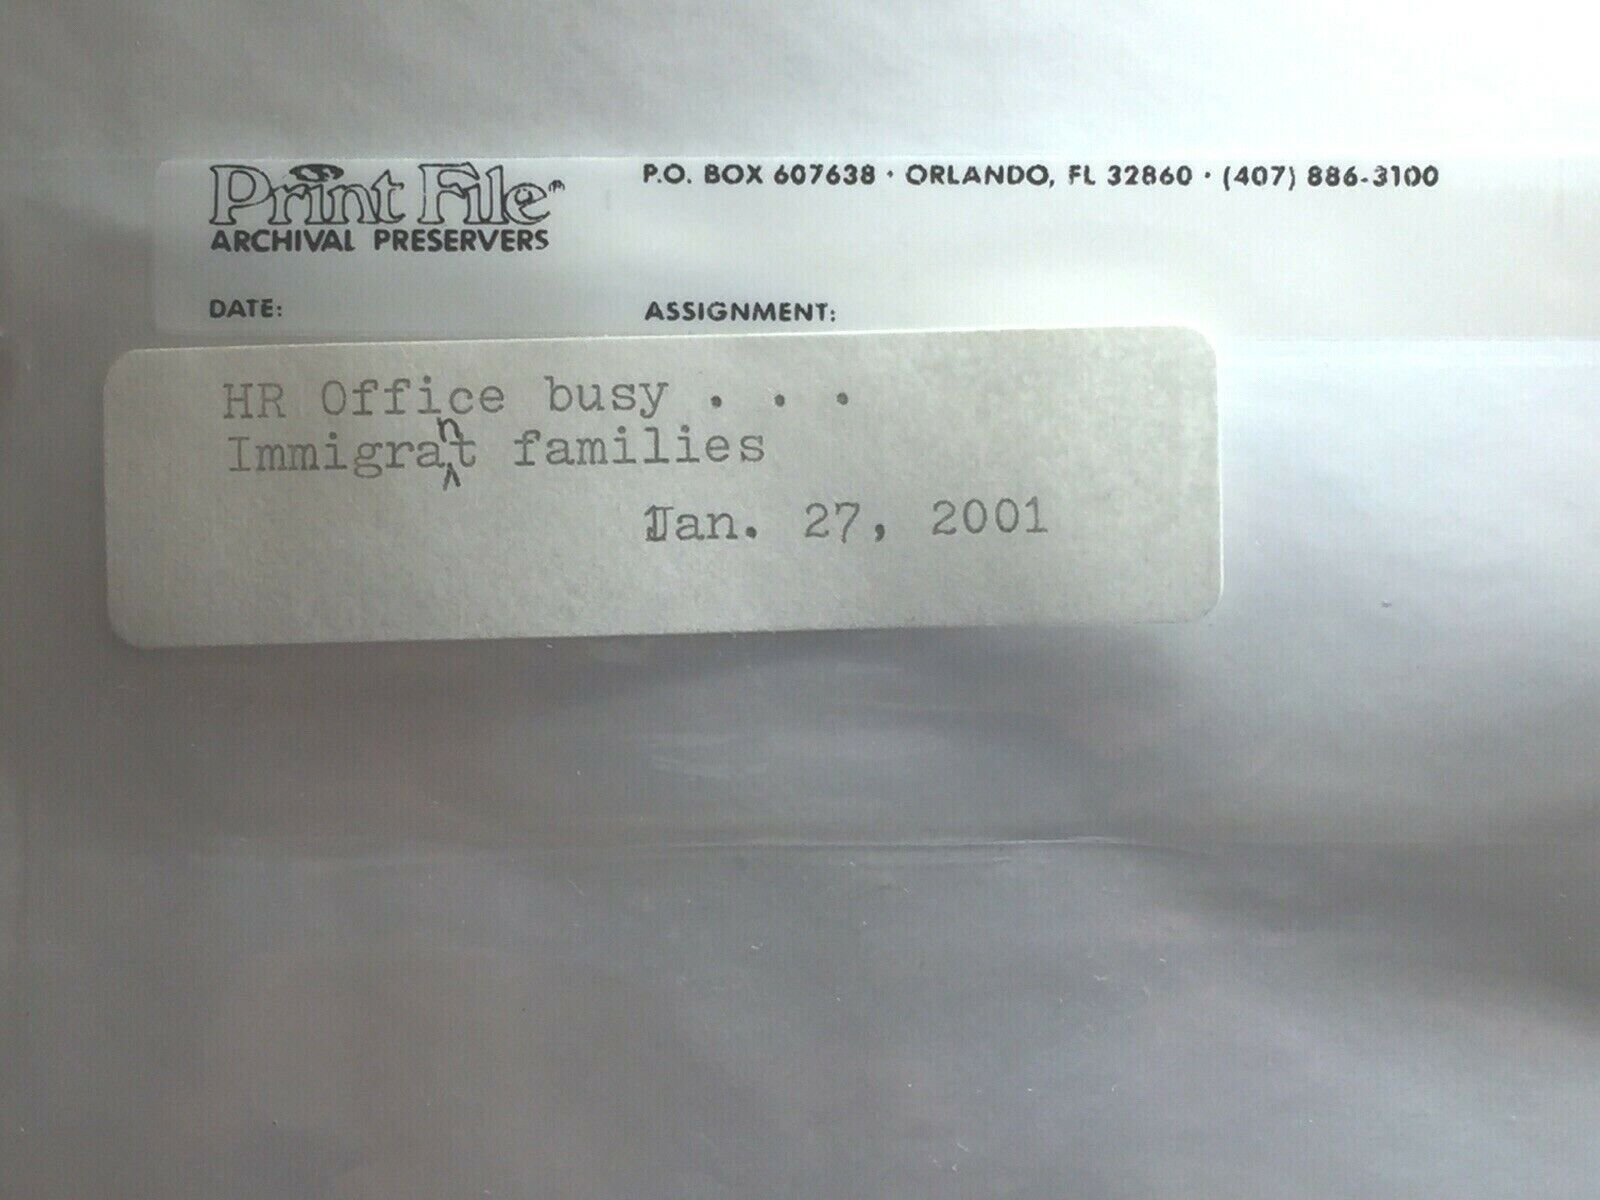 Print File™ P.O. BOX 607638 · ORLANDO, FL 32860 · (407) 886-3100
ARCHIVAL PRESERVERS
DATE: ASSIGNMENT:
HR Office busy . . .
Immigrant families
Jan. 27, 2001